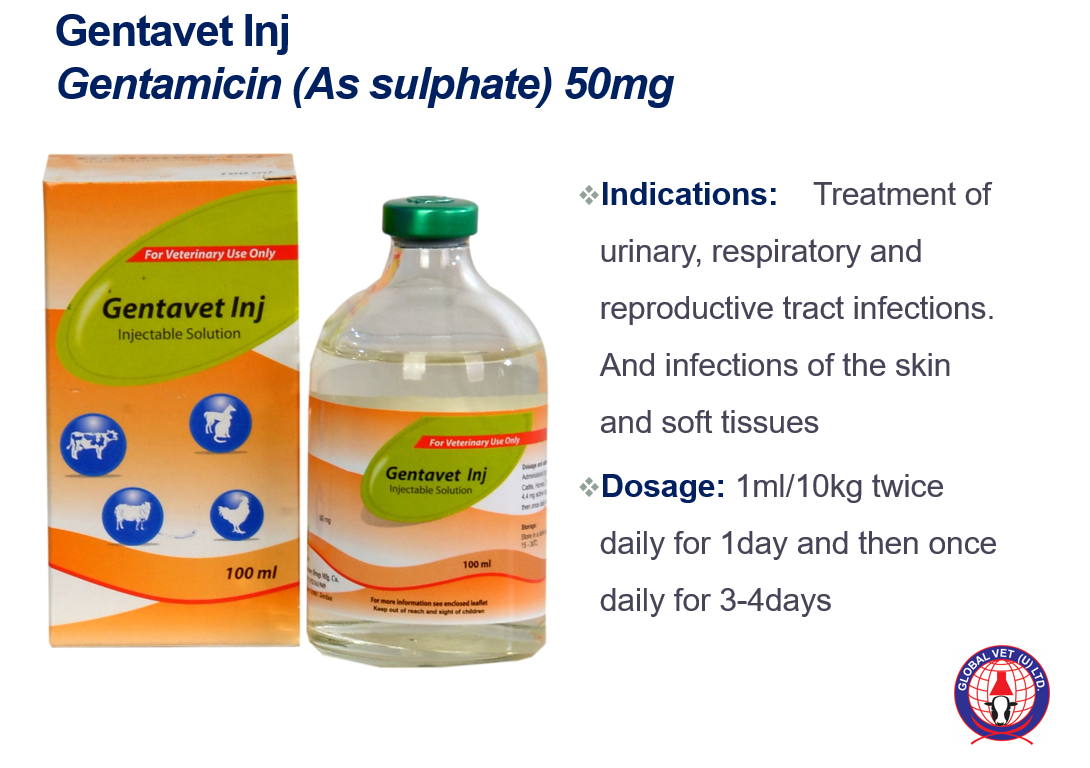 Gentavet Inj
Gentamicin (As sulphate) 50mg
100 ml
For Veterinary Use Only
Gentavet Inj
Injectable Solution
100 ml
For Veterinary Use Only
Gentavet Inj
Injectable Solution
100 ml
For more information see enclosed leaflet
Keep out of reach and sight of children
Indications: Treatment of
urinary, respiratory and
reproductive tract infections.
And infections of the skin
and soft tissues
Dosage: 1ml/10kg twice
daily for 1day and then once
daily for 3-4days
GLOBAL VET (U) LTD.